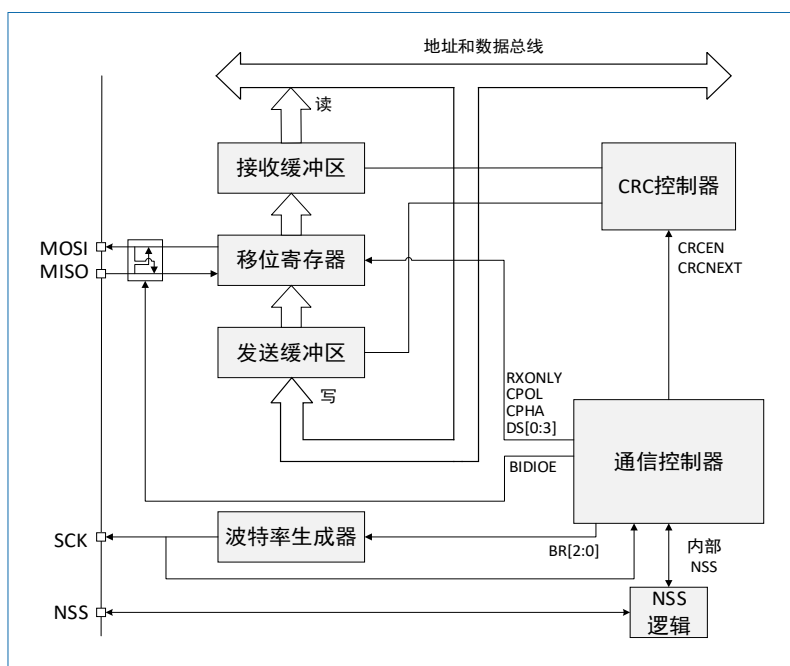 地址和数据总线
读
接收缓冲区
CRC控制器
MOSI
MISO
移位寄存器
CRCEN
CRCNEXT
发送缓冲区
写
RXONLY
CPOL
CPHA
DS[0:3]
BIDIOE
通信控制器
SCK
波特率生成器
BR[2:0]
内部
NSS
NSS
NSS
逻辑